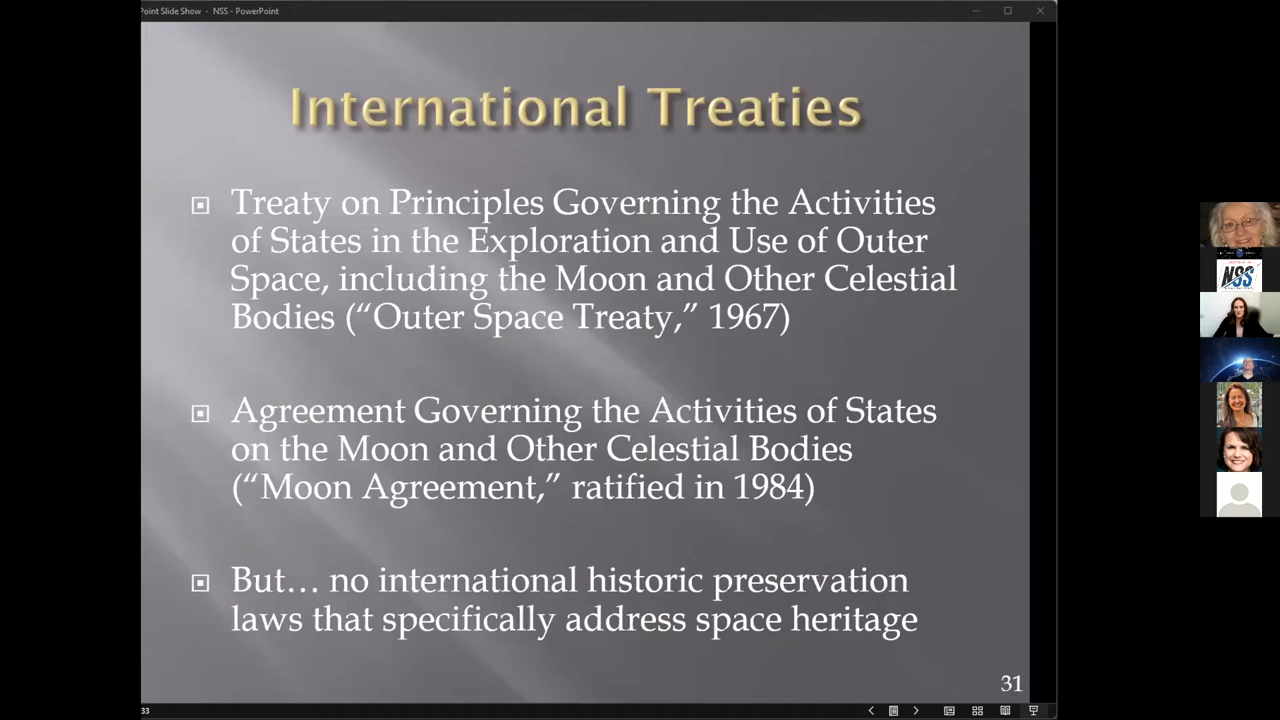 Point Slide Show - NSS - PowerPoint
International Treaties
Treaty on Principles Governing the Activities
of States in the Exploration and Use of Outer
Space, including the Moon and Other Celestial
Bodies (“Outer Space Treaty,” 1967)
Agreement Governing the Activities of States
on the Moon and Other Celestial Bodies
(“Moon Agreement,” ratified in 1984)
But… no international historic preservation
laws that specifically address space heritage
31
33
NSS